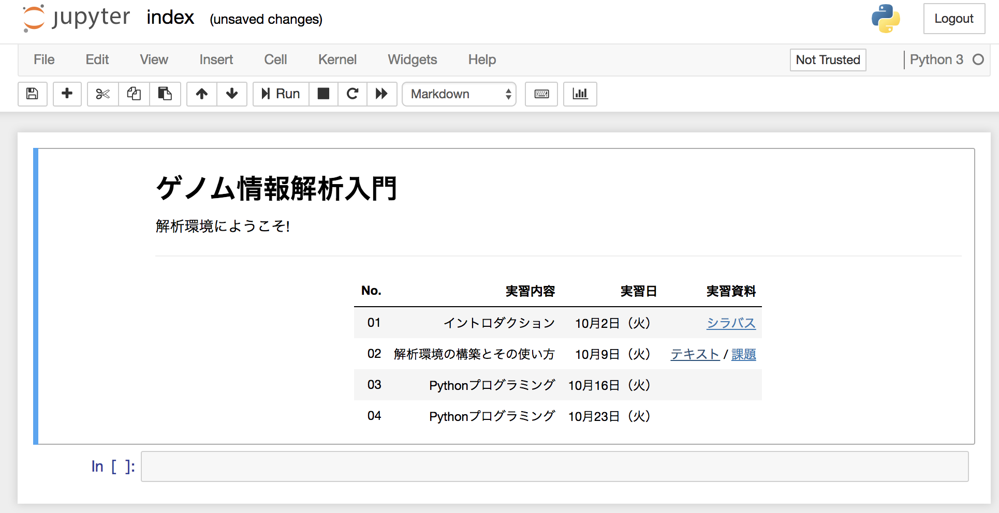 jupyter index (unsaved changes) Logout
File Edit View Insert Cell Kernel Widgets Help Not Trusted Python 3
Run Markdown
ゲノム情報解析入門
解析環境にようこそ!
No. 実習内容 実習日 実習資料
01 イントロダクション 10月2日（火） シラバス
02 解析環境の構築とその使い方 10月9日（火） テキスト / 課題
03 Pythonプログラミング 10月16日（火）
04 Pythonプログラミング 10月23日（火）
In [ ]: